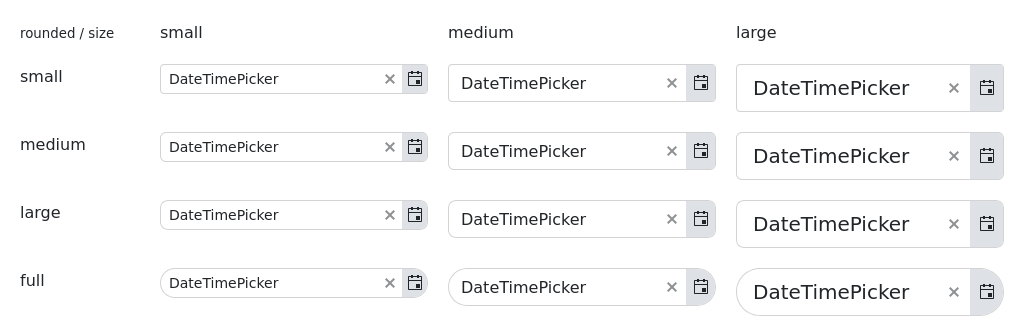 rounded / size small medium large
small DateTimePicker DateTimePicker DateTimePicker
medium DateTimePicker DateTimePicker DateTimePicker
large DateTimePicker DateTimePicker DateTimePicker
full DateTimePicker DateTimePicker DateTimePicker